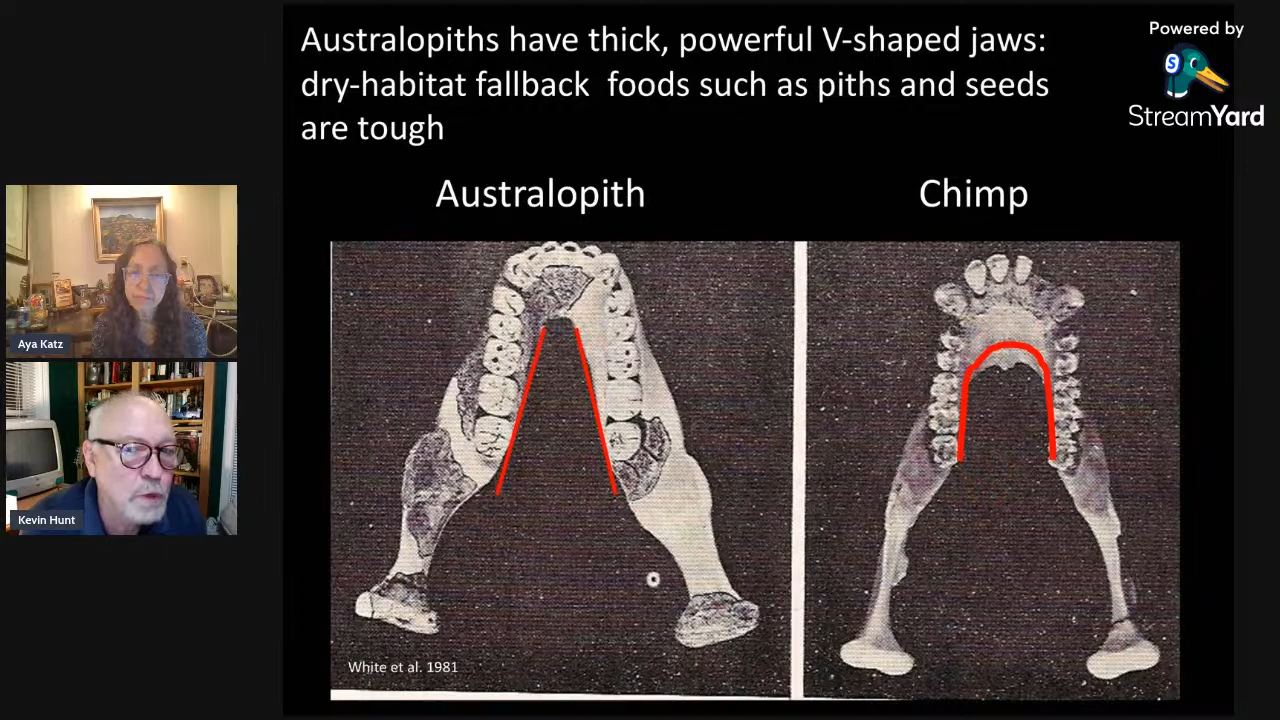 Australopiths have thick, powerful V-shaped jaws:
dry-habitat fallback  foods such as piths and seeds
are tough
Powered by
S
StreamYard
Australopith
Chimp
Aya Katz
Kevin Hunt
White et al. 1981